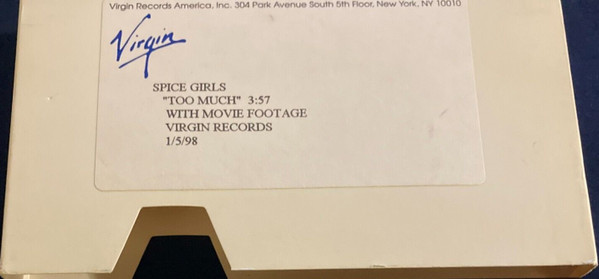 Virgin Records America, Inc. 304 Park Avenue South 5th Floor, New York, NY 10010
Virgin
SPICE GIRLS
"TOO MUCH" 3:57
WITH MOVIE FOOTAGE
VIRGIN RECORDS
1/5/98